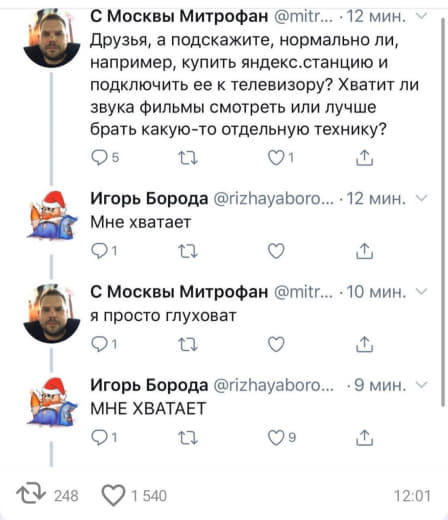 С Москвы Митрофан @mitr... · 12 мин.
Друзья, а подскажите, нормально ли,
например, купить яндекс.станцию и
подключить ее к телевизору? Хватит ли
звука фильмы смотреть или лучше
брать какую-то отдельную технику?
5 1
Игорь Борода @rizhayaboro... · 12 мин.
Мне хватает
1
С Москвы Митрофан @mitr... · 10 мин.
я просто глуховат
1
Игорь Борода @rizhayaboro... · 9 мин.
МНЕ ХВАТАЕТ
1 9
248 1 540 12:01